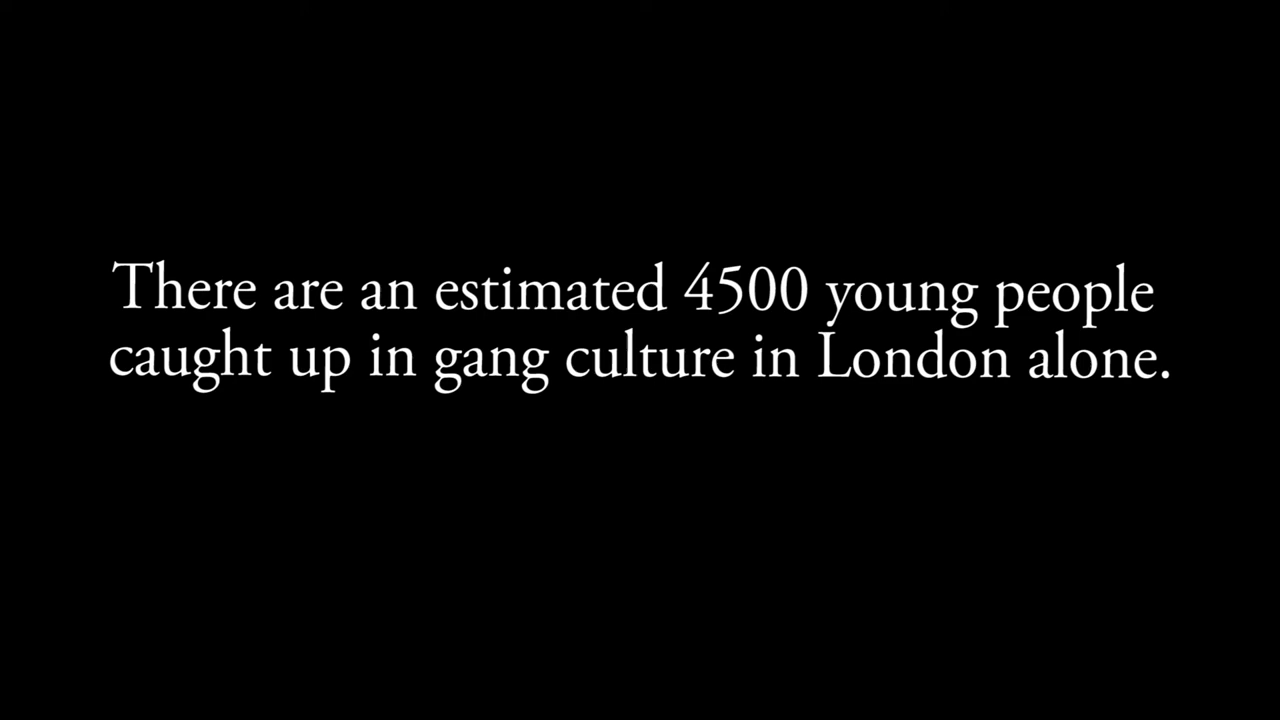 There are an estimated 4500 young people
caught up in gang culture in London alone.